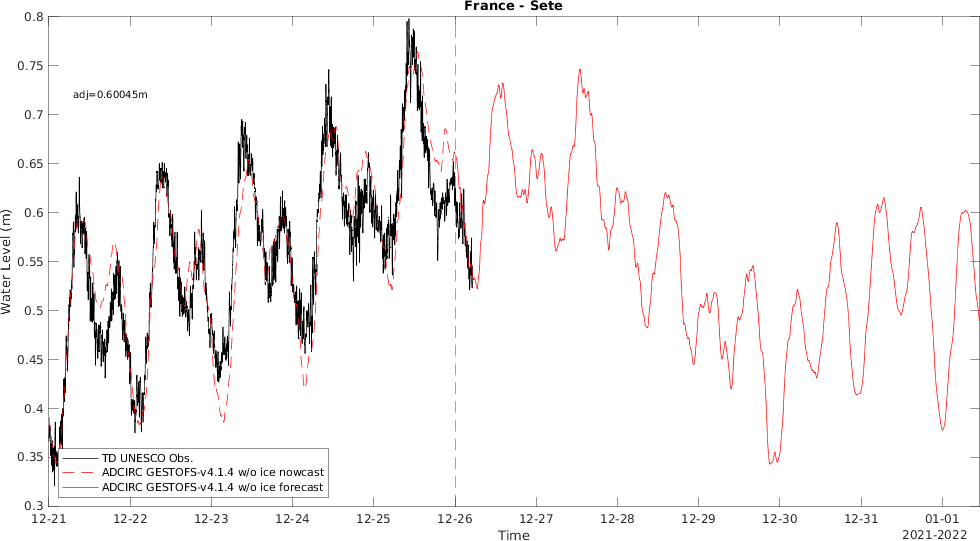 France - Sete
0.8
0.75
0.7
0.65
0.6
0.55
0.5
0.45
0.4
0.35
0.3
Water Level (m)
adj=0.60045m
TD UNESCO Obs.
ADCIRC GESTOFS-v4.1.4 w/o ice nowcast
ADCIRC GESTOFS-v4.1.4 w/o ice forecast
12-21 12-22 12-23 12-24 12-25 12-26 12-27 12-28 12-29 12-30 12-31 01-01
Time
2021-2022